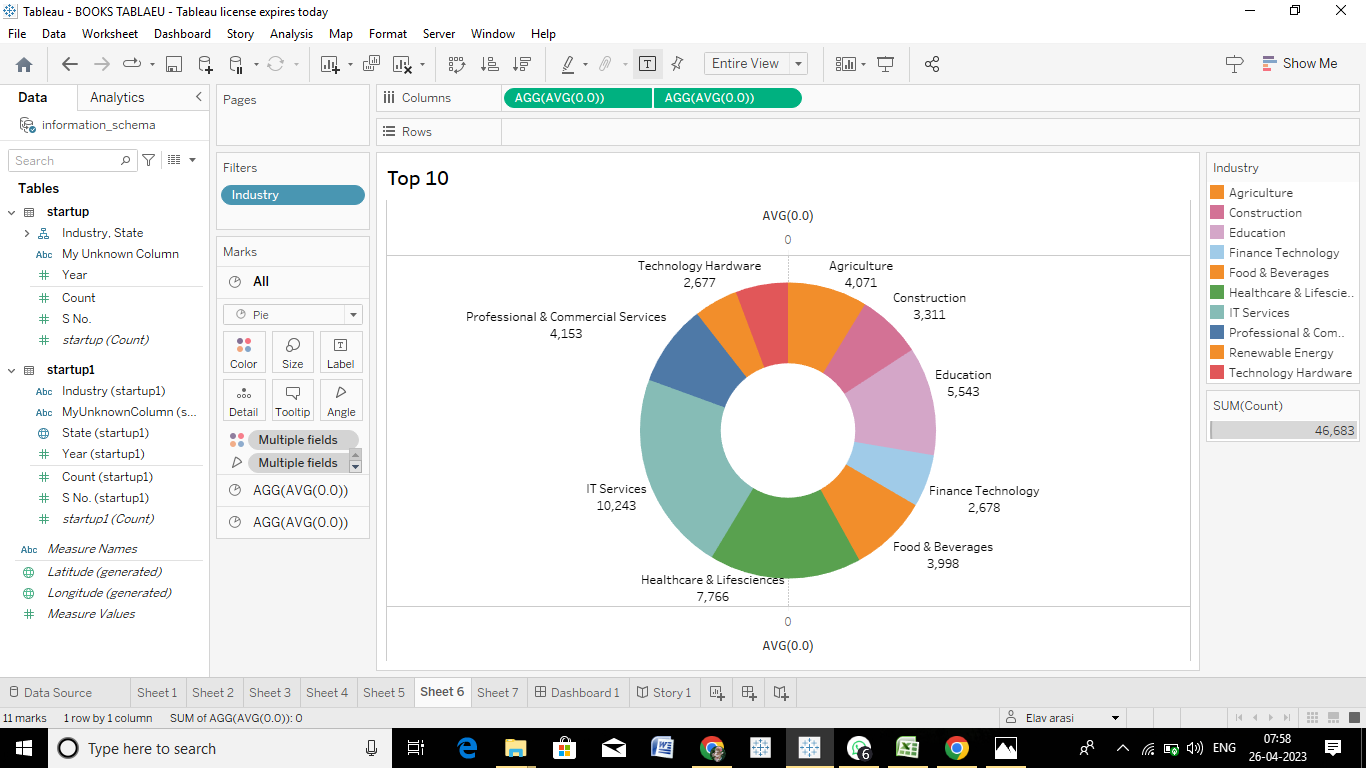 Tableau - BOOKS TABLAEU - Tableau license expires today
File Data Worksheet Dashboard Story Analysis Map Format Server Window Help
Entire View
Show Me
Data Analytics
information_schema
Search
Tables
startup
Industry, State
Abc My Unknown Column
Year
Count
S No.
startup (Count)
startup1
Abc Industry (startup1)
Abc MyUnknownColumn (s...
State (startup1)
Year (startup1)
Count (startup1)
S No. (startup1)
startup1 (Count)
Abc Measure Names
Latitude (generated)
Longitude (generated)
Measure Values
Pages
Filters
Industry
Marks
All
Pie
Color Size Label
Detail Tooltip Angle
Multiple fields
Multiple fields
AGG(AVG(0.0))
AGG(AVG(0.0))
Columns AGG(AVG(0.0)) AGG(AVG(0.0))
Rows
Top 10
AVG(0.0)
0
Technology Hardware
2,677
Agriculture
4,071
Construction
3,311
Professional & Commercial Services
4,153
Education
5,543
IT Services
10,243
Finance Technology
2,678
Food & Beverages
3,998
Healthcare & Lifesciences
7,766
0
AVG(0.0)
Industry
Agriculture
Construction
Education
Finance Technology
Food & Beverages
Healthcare & Lifescie..
IT Services
Professional & Com..
Renewable Energy
Technology Hardware
SUM(Count)
46,683
Data Source Sheet 1 Sheet 2 Sheet 3 Sheet 4 Sheet 5 Sheet 6 Sheet 7 Dashboard 1 Story 1
11 marks 1 row by 1 column SUM of AGG(AVG(0.0)): 0 Elav arasi
Type here to search
6
ENG
07:58
26-04-2023